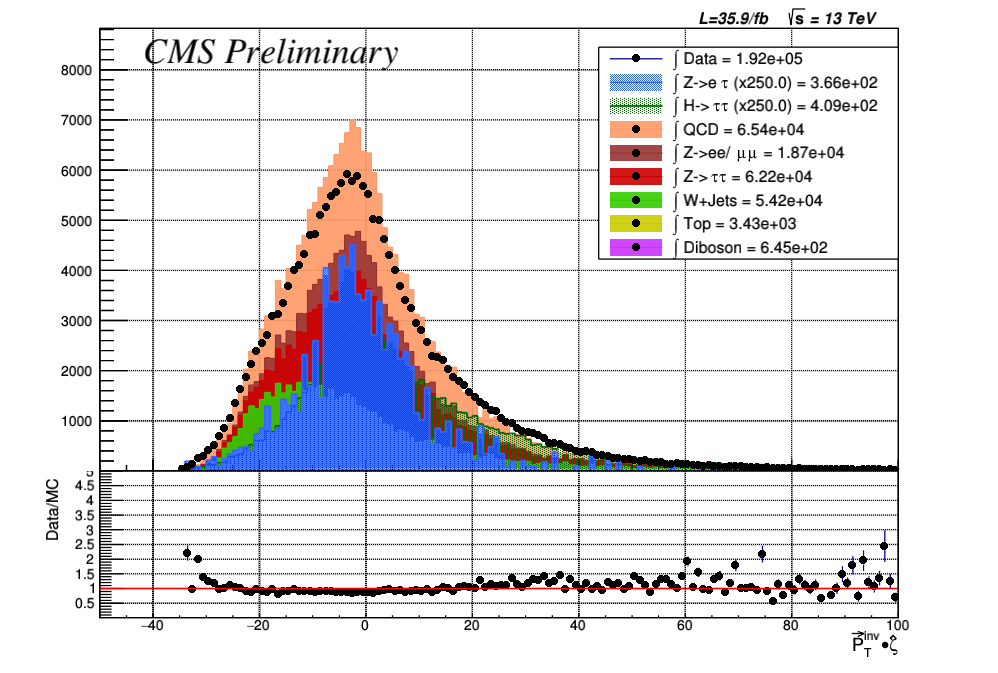 L=35.9/fb √s = 13 TeV
CMS Preliminary
∫ Data = 1.92e+05
∫ Z->e τ (x250.0) = 3.66e+02
∫ H-> ττ (x250.0) = 4.09e+02
∫ QCD = 6.54e+04
∫ Z->ee/ μμ = 1.87e+04
∫ Z-> ττ = 6.22e+04
∫ W+Jets = 5.42e+04
∫ Top = 3.43e+03
∫ Diboson = 6.45e+02
8000
7000
6000
5000
4000
3000
2000
1000
Data/MC
5
4.5
4
3.5
3
2.5
2
1.5
1
0.5
−40 −20 0 20 40 60 80 100
P⃗_T^inv • ζ̂